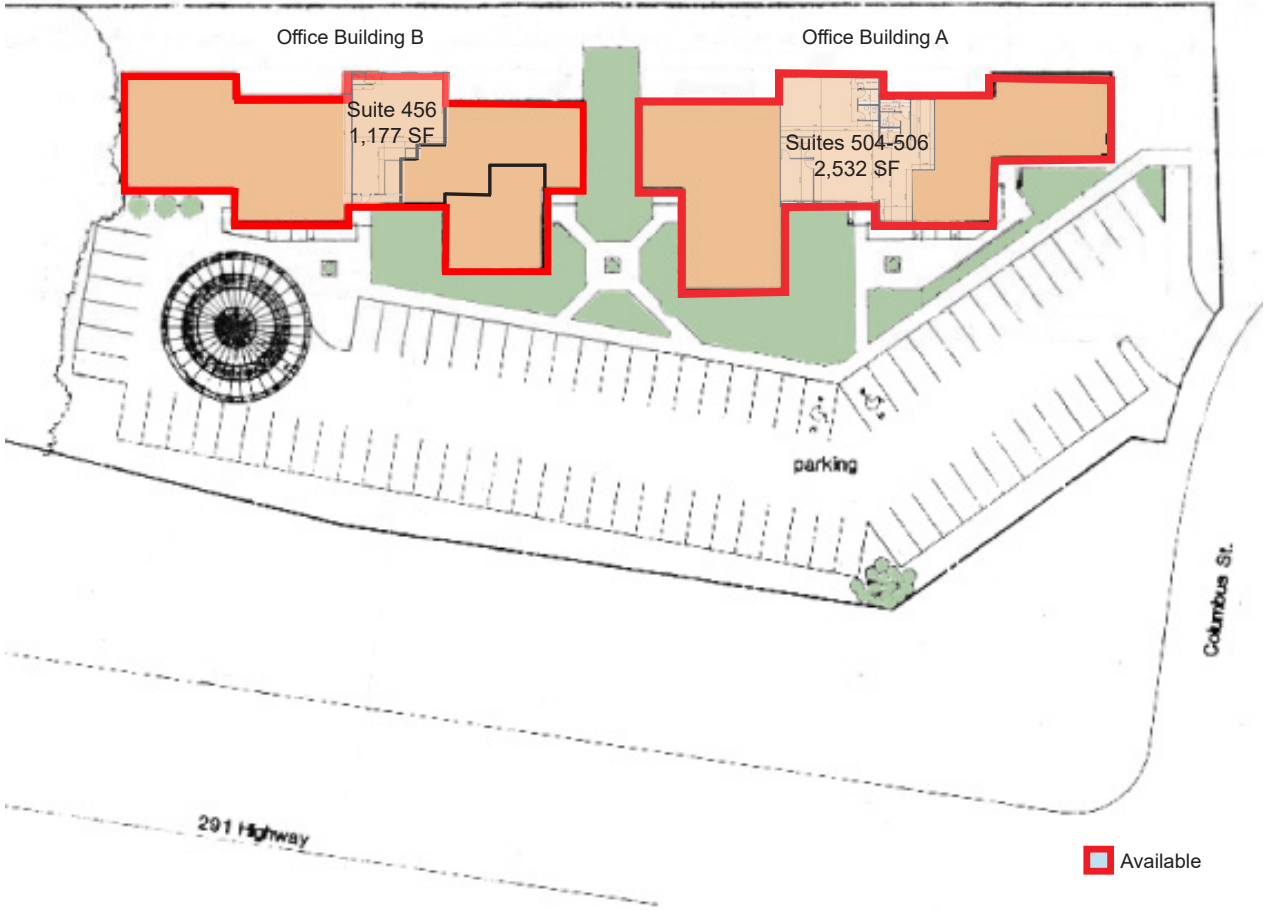 Office Building B
Office Building A
Suite 456
1,177 SF
Suites 504-506
2,532 SF
parking
Columbus St.
291 Highway
Available